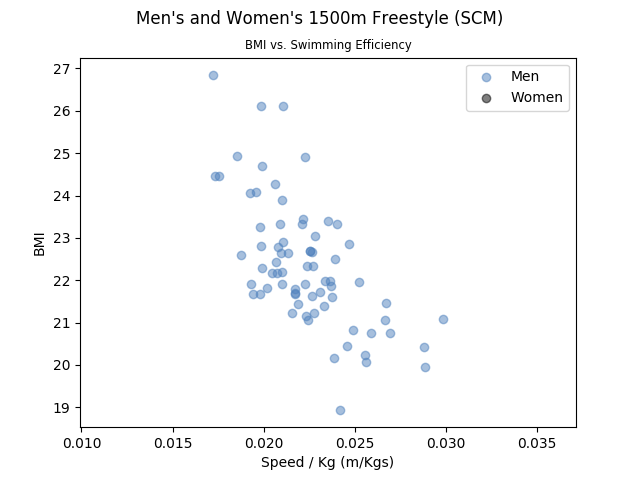 Men's and Women's 1500m Freestyle (SCM)
BMI vs. Swimming Efficiency
Men
Women
27
26
25
24
23
22
21
20
19
BMI
0.010 0.015 0.020 0.025 0.030 0.035
Speed / Kg (m/Kgs)